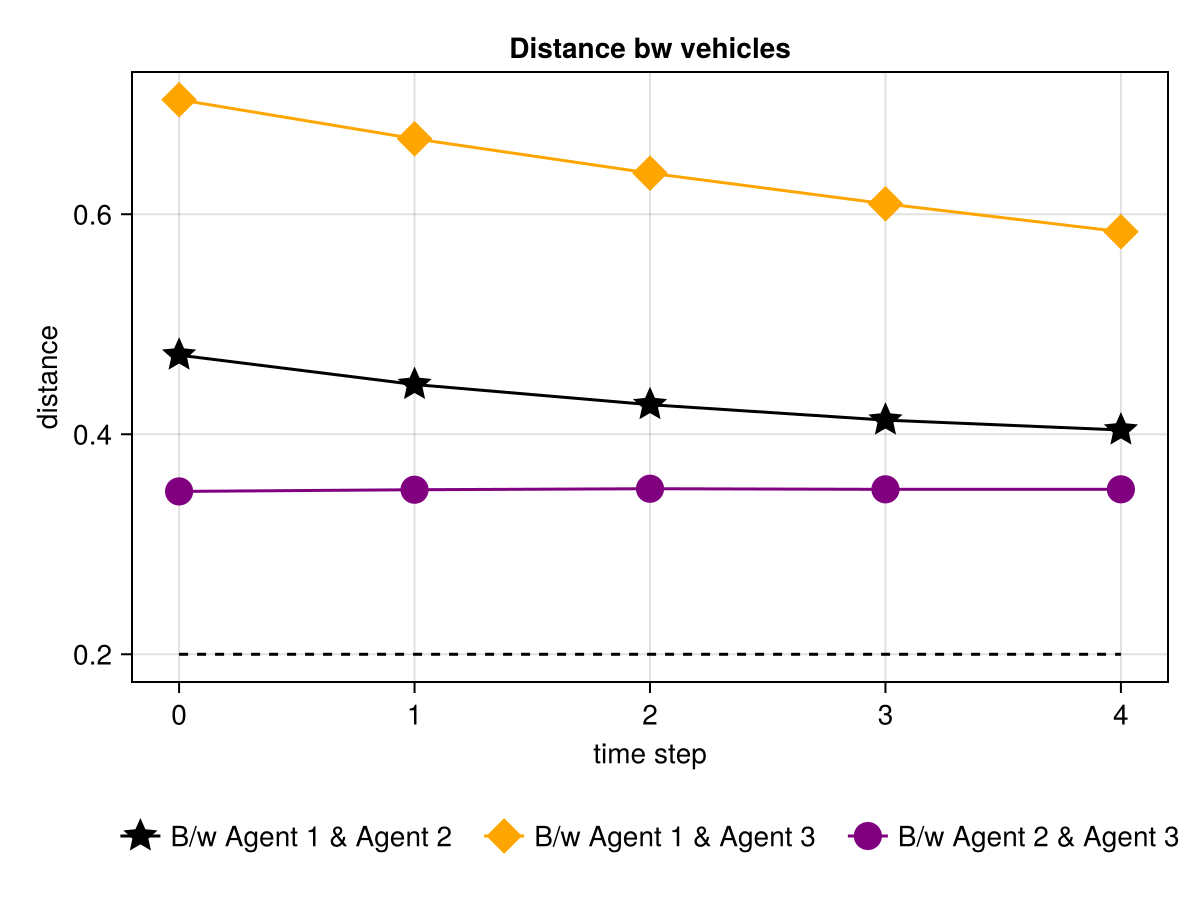 Distance bw vehicles
distance
0.6
0.4
0.2
0 1 2 3 4
time step
B/w Agent 1 & Agent 2 B/w Agent 1 & Agent 3 B/w Agent 2 & Agent 3